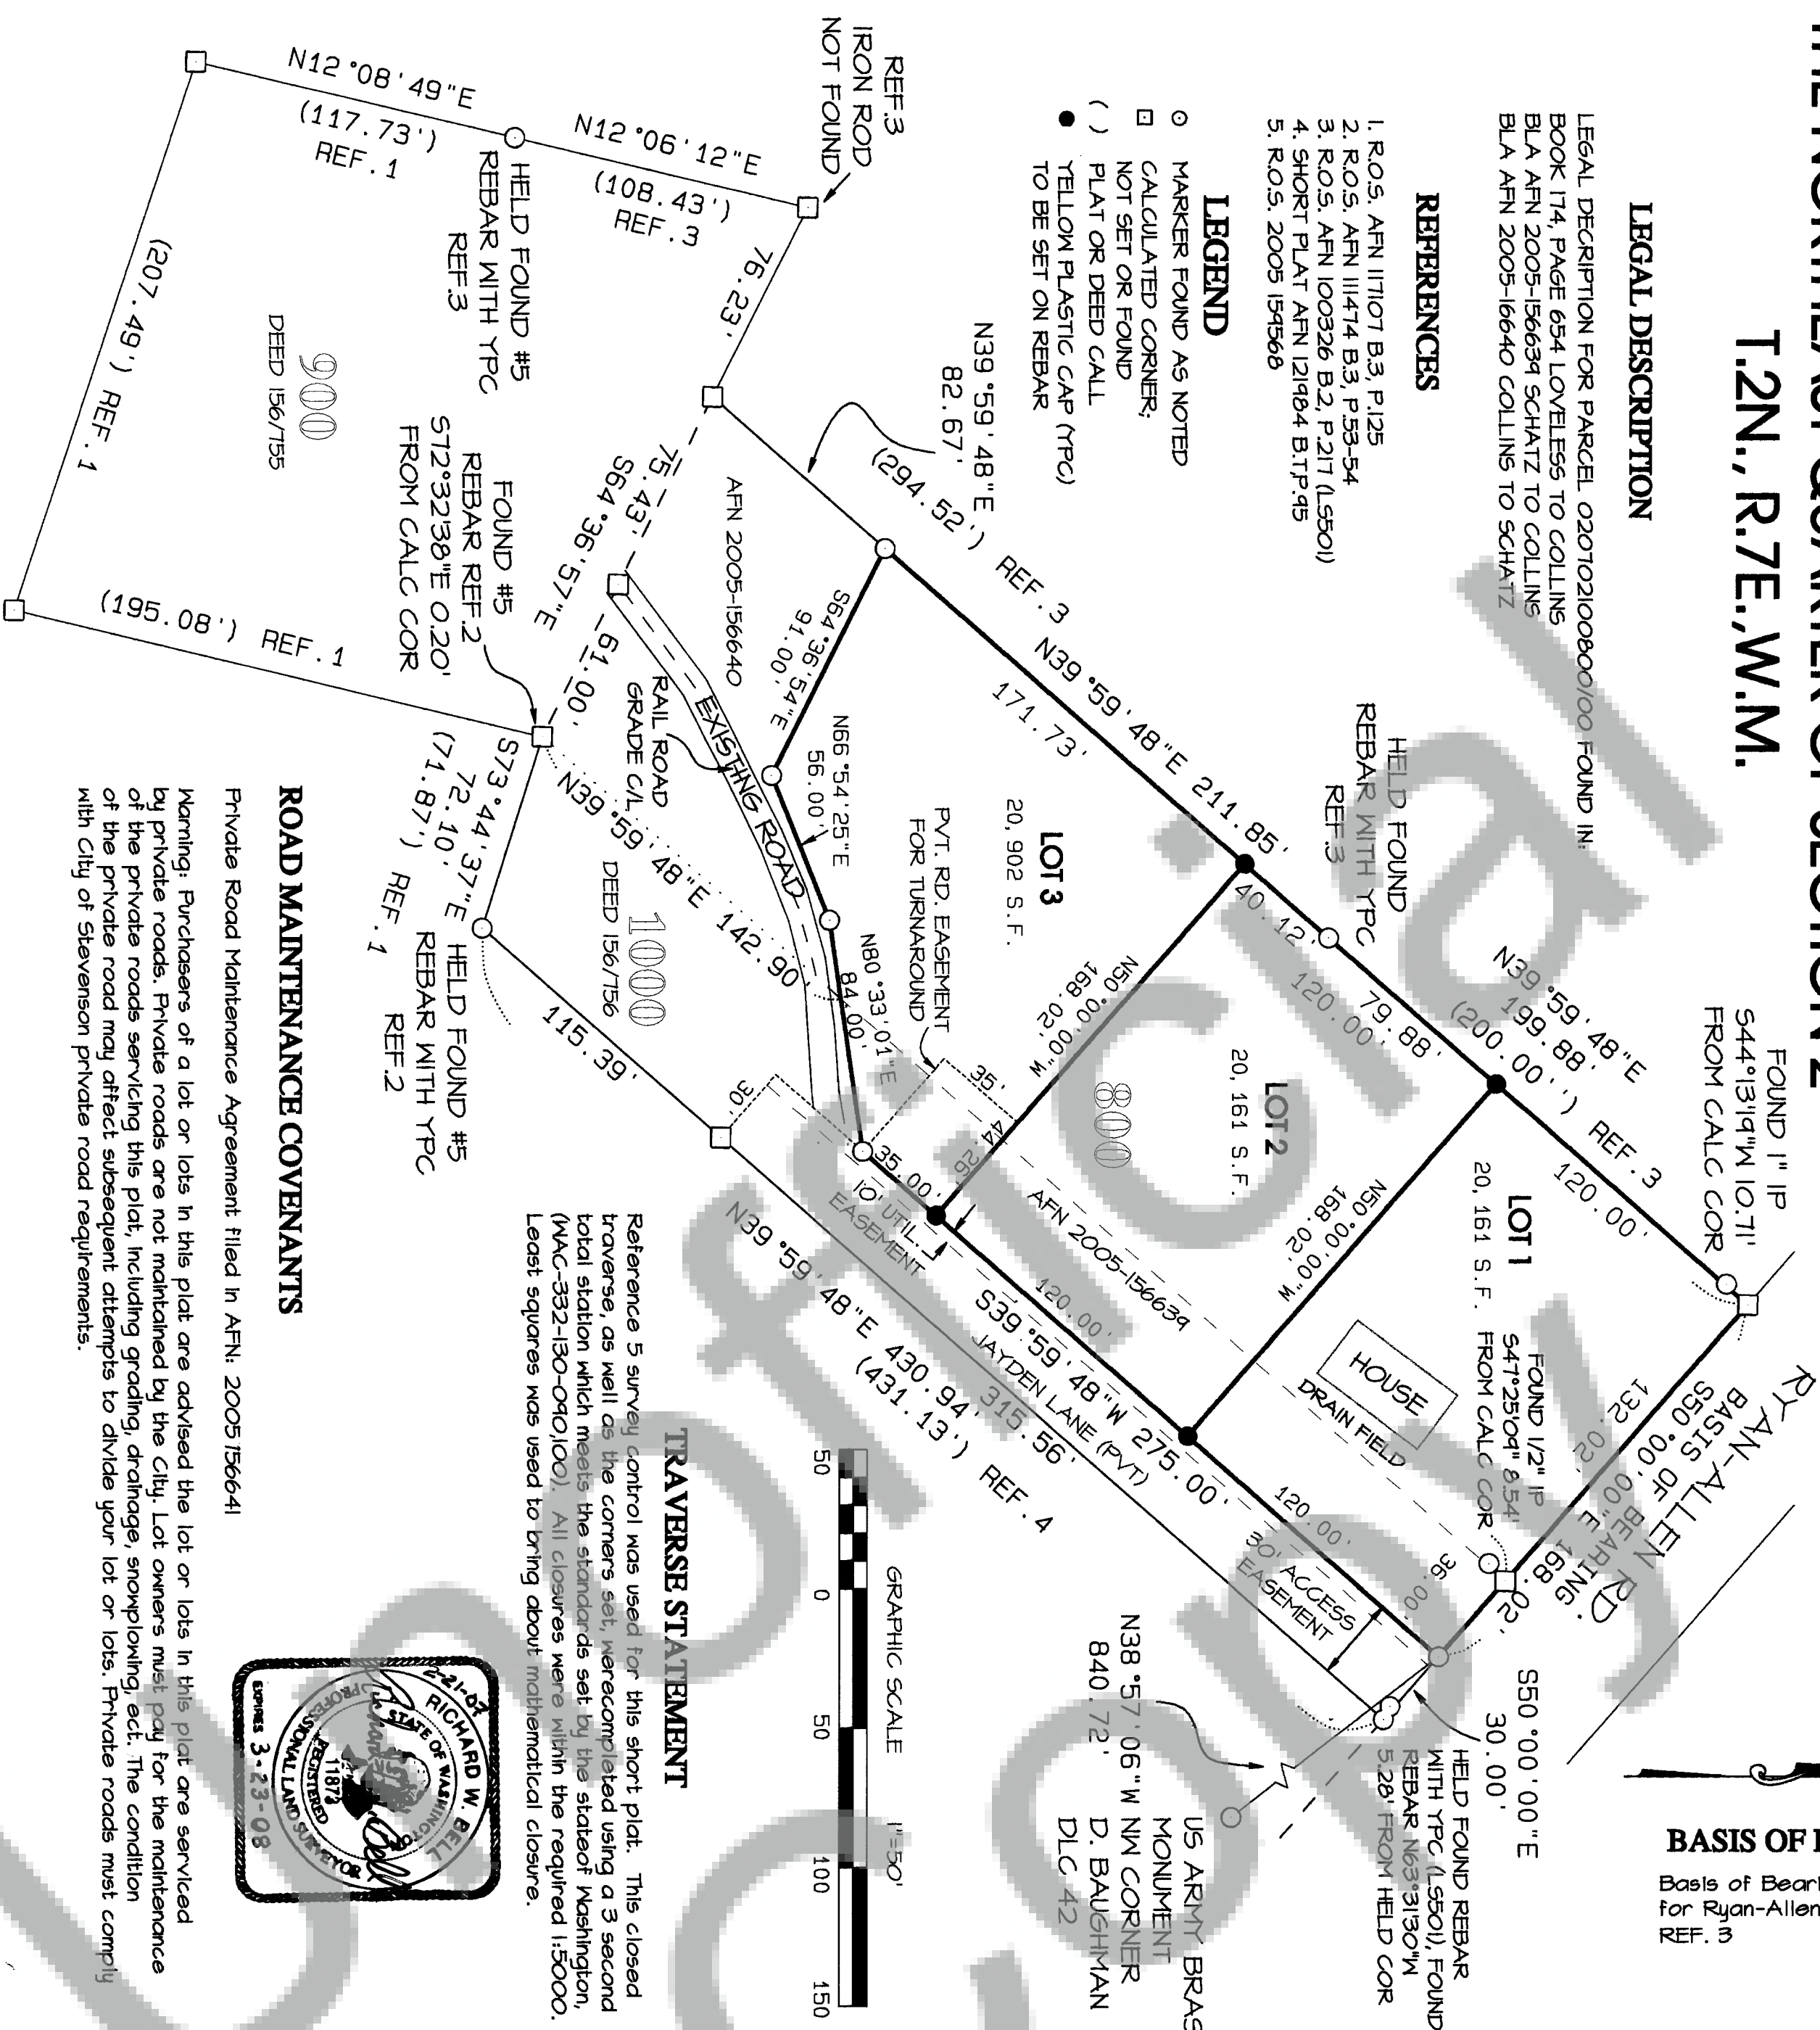 T.2N., R.7E.,W.M.
LEGAL DESCRIPTION
LEGAL DECRIPTION FOR PARCEL 02070210080000 FOUND IN:
BOOK 174, PAGE 654 LOVELESS TO COLLINS
BLA AFN 2005-156639 SCHATZ TO COLLINS
BLA AFN 2005-166640 COLLINS TO SCHATZ
REFERENCES
1. R.O.S. AFN 117107 B.3, P.125
2. R.O.S. AFN 111474 B.3, P.53-54
3. R.O.S. AFN 100326 B.2, P.217 (LS501)
4. SHORT PLAT AFN 121984 B.T,P.95
5. R.O.S. 2005 159568
LEGEND
MARKER FOUND AS NOTED
CALCULATED CORNER;
NOT SET OR FOUND
( ) PLAT OR DEED CALL
YELLOW PLASTIC CAP (YPC)
TO BE SET ON REBAR
REF.3
IRON ROD
NOT FOUND
N12°08'49"E
(117.73')
REF.1
N12°06'12"E
(108.43')
REF.3
HELD FOUND #5
REBAR WITH YPC
REF.3
76.23'
N39°59'48"E
82.67'
(294.52') REF.3
N39°59'48"E 211.85'
171.73'
40.12'
HELD FOUND
REBAR WITH YPC
REF.3
N39°59'48"E
199.88'
(200.00') REF.3
79.88'
120.00'
120.00'
FOUND 1" IP
S44°13'19"W 10.71'
FROM CALC COR
RYAN-ALLEN RD.
BASIS OF BEARING
S50°00'00"E 168.02'
132.02'
FOUND 1/2" IP
S47°25'09" 8.54'
FROM CALC COR
LOT 1
20,161 S.F.
HOUSE
DRAIN FIELD
N50°00'00"W
168.02'
LOT 2
20,161 S.F.
800
AFN 2005-156639
N50°00'00"W
168.02'
LOT 3
20,902 S.F.
PVT. RD. EASEMENT
FOR TURNAROUND
35'
44.26'
35.00'
30'
S64°36'54"E
91.00'
N66°54'25"E
56.00'
N80°33'01"E
84.00'
AFN 2005-156640
75.43'
S64°36'57"E
61.00'
EXISTING ROAD
RAIL ROAD
GRADE C/L
N39°59'48"E 142.90'
1000
DEED 156/756
900
DEED 156/755
(207.49') REF.1
(195.08') REF.1
FOUND #5
REBAR REF.2
S72°32'38"E 0.20'
FROM CALC COR
S73°44'37"E
72.10'
(71.87') REF.1
HELD FOUND #5
REBAR WITH YPC
REF.2
115.39'
10' UTIL.
EASEMENT
120.00'
S39°59'48"W 275.00'
JAYDEN LANE (PVT)
N39°59'48"E 430.94' 315.56'
(431.13') REF.4
120.00'
36.00'
30' ACCESS
EASEMENT
S50°00'00"E
30.00'
HELD FOUND REBAR
WITH YPC (LS501), FOUND
REBAR N63°31'30"W
5.28' FROM HELD COR
N38°57'06"W
840.72'
US ARMY BRAS
MONUMENT
NW CORNER
D. BAUGHMAN
DLC 42
GRAPHIC SCALE 1"=50'
50 0 50 100 150
TRAVERSE STATEMENT
Reference 5 survey control was used for this short plat. This closed
traverse, as well as the corners set, werecompleted using a 3 second
total station which meets the standards set by the stateof Washington,
(WAC-332-130-090,100). All closures were within the required 1:5000.
Least squares was used to bring about mathematical closure.
ROAD MAINTENANCE COVENANTS
Private Road Maintenance Agreement filed in AFN: 2005 156641
Warning: Purchasers of a lot or lots in this plat are advised the lot or lots in this plat are serviced
by private roads. Private roads are not maintained by the City. Lot owners must pay for the maintenance
of the private roads servicing this plat, including grading, drainage, snowplowing, ect. The condition
of the private road may affect subsequent attempts to divide your lot or lots. Private roads must comply
with City of Stevenson private road requirements.
2-21-07
RICHARD W. BELL
STATE OF WASHINGTON
11873
REGISTERED
PROFESSIONAL LAND SURVEYOR
EXPIRES 3-23-08
BASIS OF
Basis of Bear
for Ryan-Allen
REF. 3
Unofficial
Copy